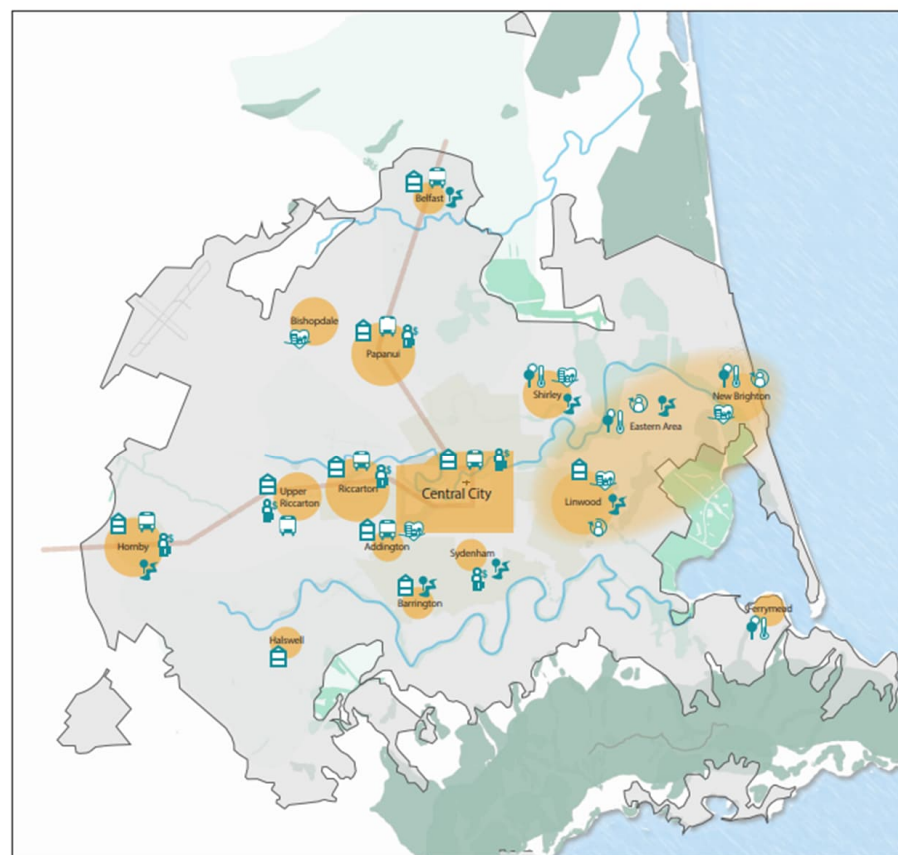 Belfast
Bishopdale
Papanui
Shirley
New Brighton
Eastern Area
Upper
Riccarton
Riccarton
Central City
Linwood
Hornby
Addington
Sydenham
Barrington
Ferrymead
Halswell